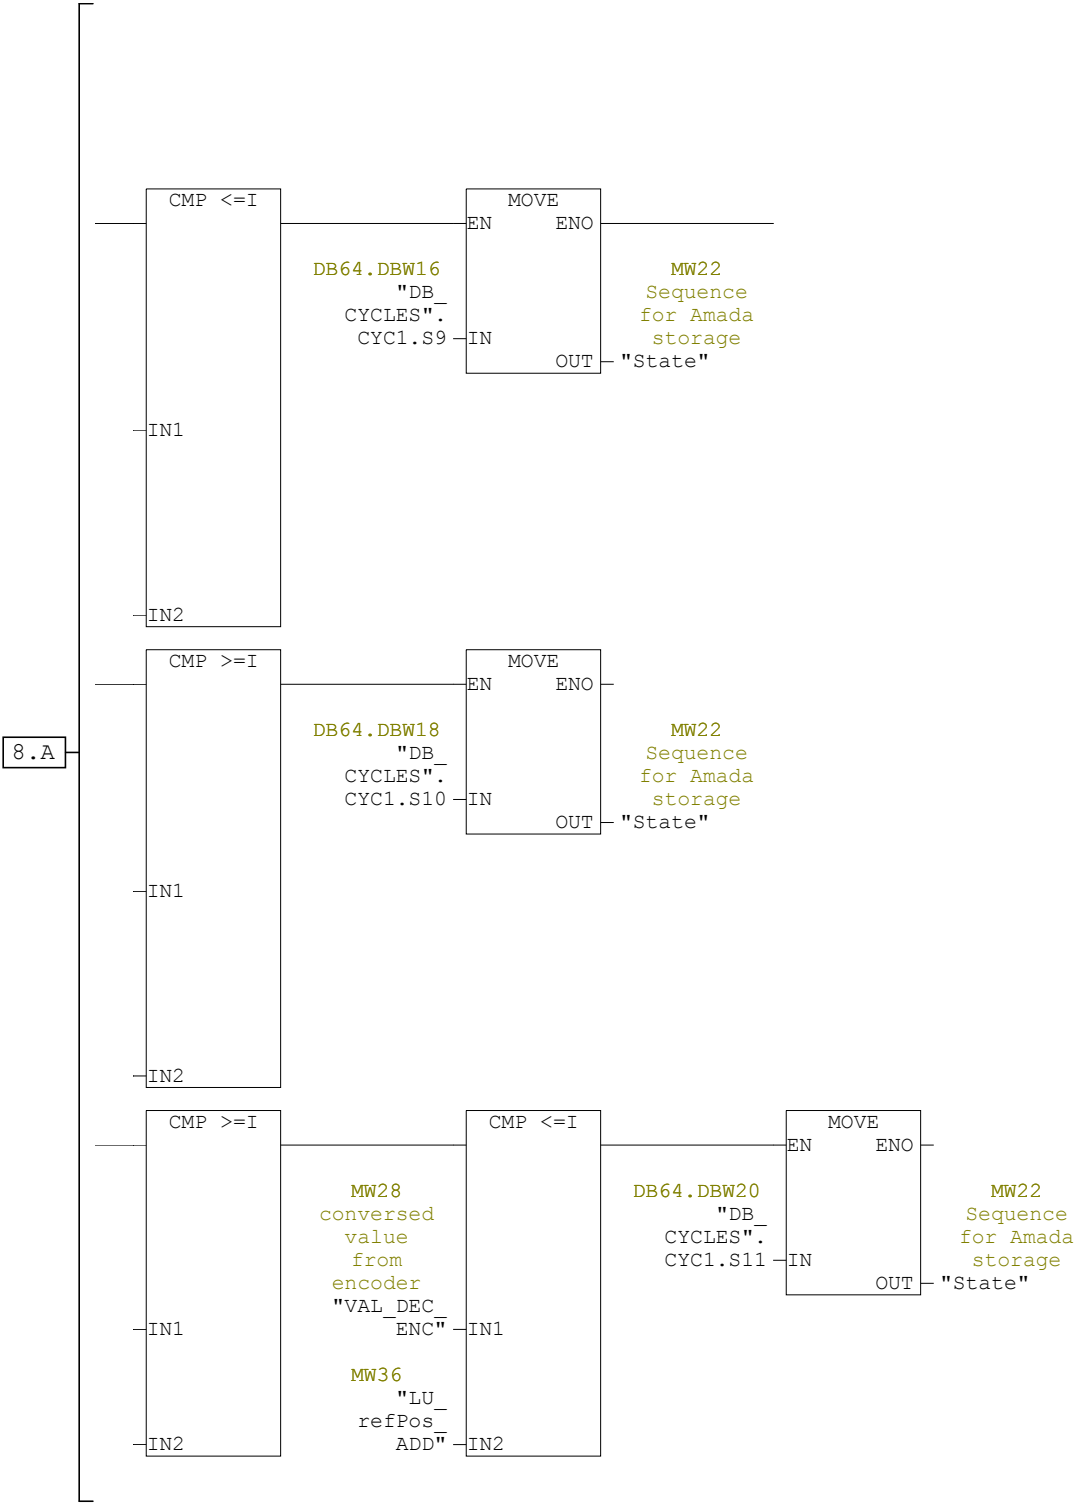 CMP <=I
MOVE
EN
ENO
DB64.DBW16
"DB_
CYCLES".
CYC1.S9
IN
MW22
Sequence
for Amada
storage
OUT
"State"
IN1
IN2
CMP >=I
MOVE
EN
ENO
DB64.DBW18
"DB_
CYCLES".
CYC1.S10
IN
MW22
Sequence
for Amada
storage
OUT
"State"
8.A
IN1
IN2
CMP >=I
CMP <=I
MOVE
EN
ENO
MW28
conversed
value
from
encoder
"VAL_DEC_
ENC"
DB64.DBW20
"DB_
CYCLES".
CYC1.S11
IN
MW22
Sequence
for Amada
storage
OUT
"State"
IN1
IN1
MW36
"LU_
refPos_
ADD"
IN2
IN2